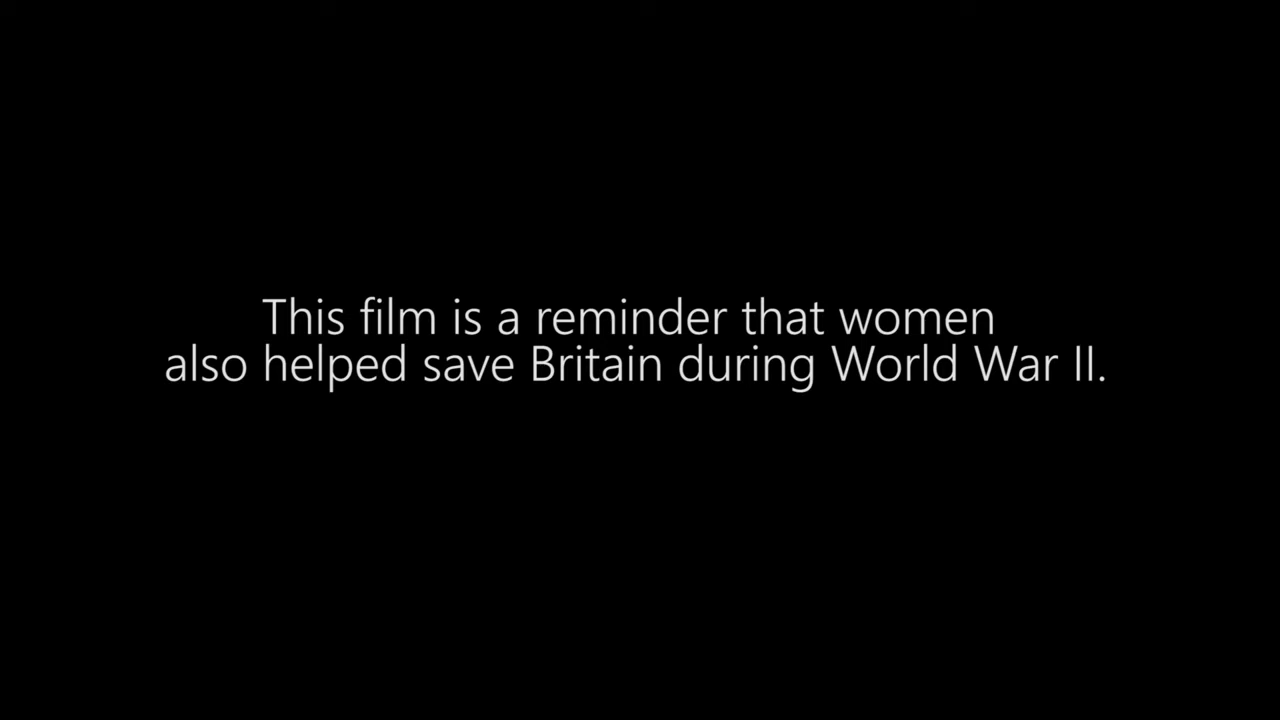 This film is a reminder that women
also helped save Britain during World War II.